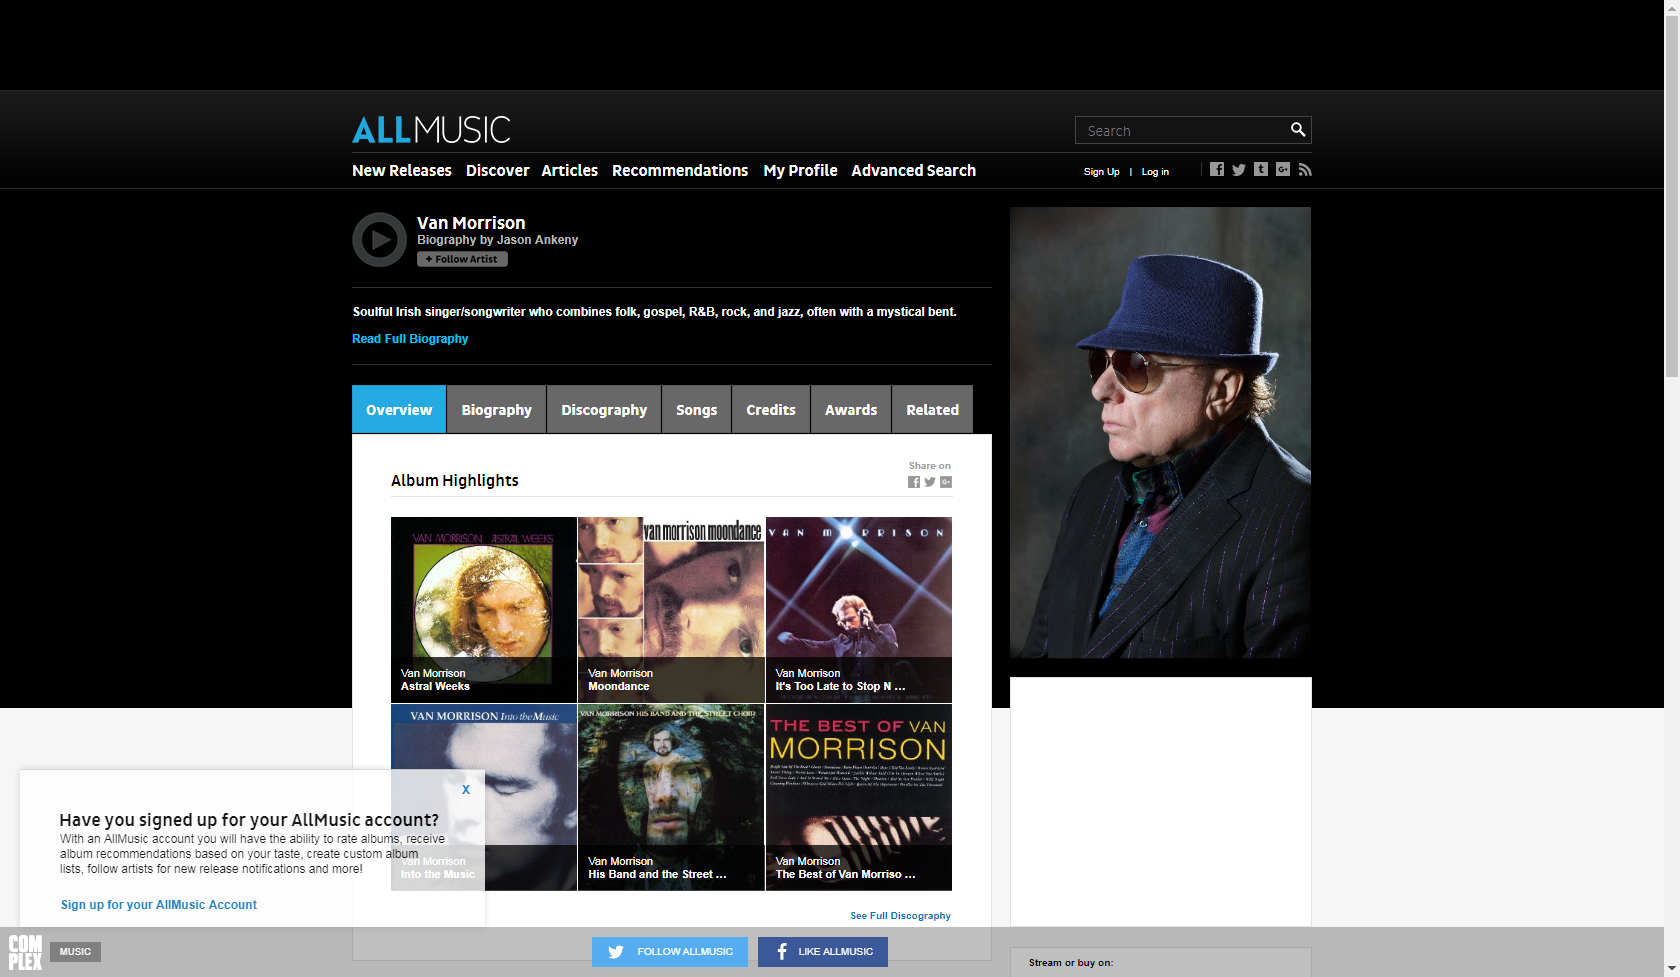 ALLMUSIC
Search
New Releases Discover Articles Recommendations My Profile Advanced Search
Sign Up | Log in
Van Morrison
Biography by Jason Ankeny
+ Follow Artist
Soulful Irish singer/songwriter who combines folk, gospel, R&B, rock, and jazz, often with a mystical bent.
Read Full Biography
Overview Biography Discography Songs Credits Awards Related
Album Highlights
Share on
VAN MORRISON ASTRAL WEEKS
van morrison moondance
VAN MORRISON
Van Morrison
Astral Weeks
Van Morrison
Moondance
Van Morrison
It's Too Late to Stop N ...
VAN MORRISON Into the Music
VAN MORRISON HIS BAND AND THE STREET CHOIR
THE BEST OF VAN
MORRISON
Van Morrison
Into the Music
Van Morrison
His Band and the Street ...
Van Morrison
The Best of Van Morriso ...
See Full Discography
X
Have you signed up for your AllMusic account?
With an AllMusic account you will have the ability to rate albums, receive
album recommendations based on your taste, create custom album
lists, follow artists for new release notifications and more!
Sign up for your AllMusic Account
COM
PLEX
MUSIC
FOLLOW ALLMUSIC
LIKE ALLMUSIC
Stream or buy on: